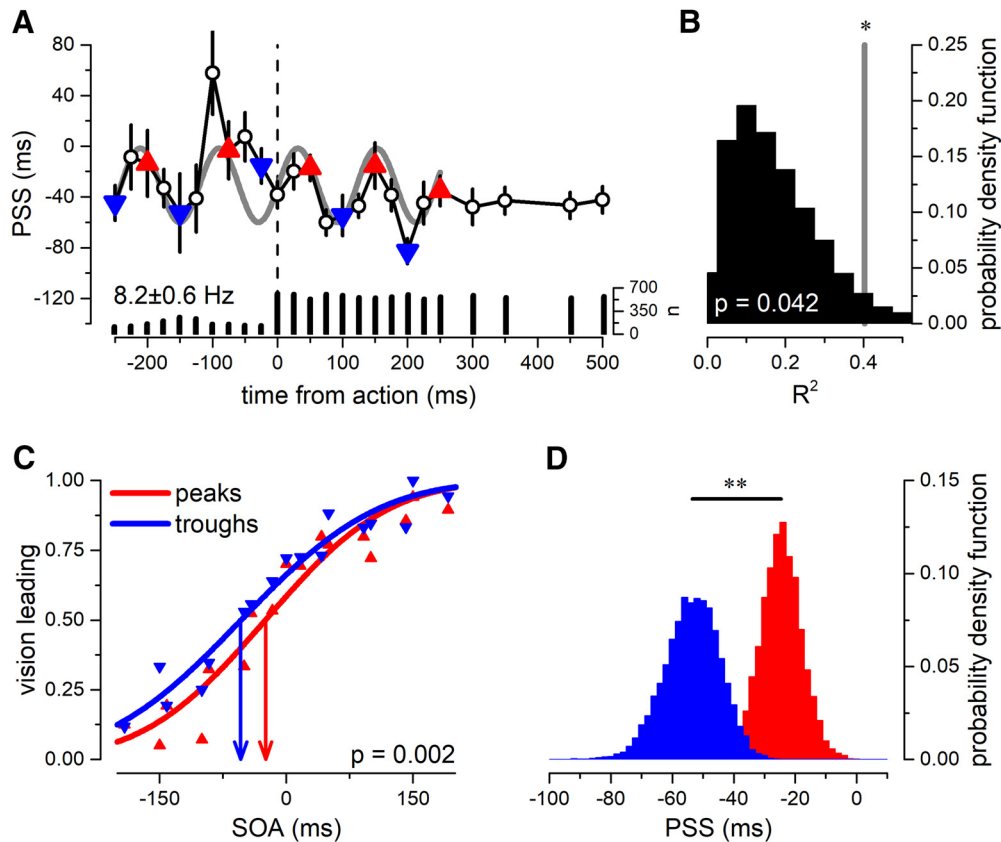 A
80
40
0
-40
-80
-120
PSS (ms)
8.2±0.6 Hz
700
350
0
n
-200 -100 0 100 200 300 400 500
time from action (ms)
B
*
0.25
0.20
0.15
0.10
0.05
0.00
probability density function
p = 0.042
0.0 0.2 0.4
R²
C
1.00
0.75
0.50
0.25
0.00
vision leading
peaks
troughs
p = 0.002
-150 0 150
SOA (ms)
D
**
0.15
0.10
0.05
0.00
probability density function
-100 -80 -60 -40 -20 0
PSS (ms)